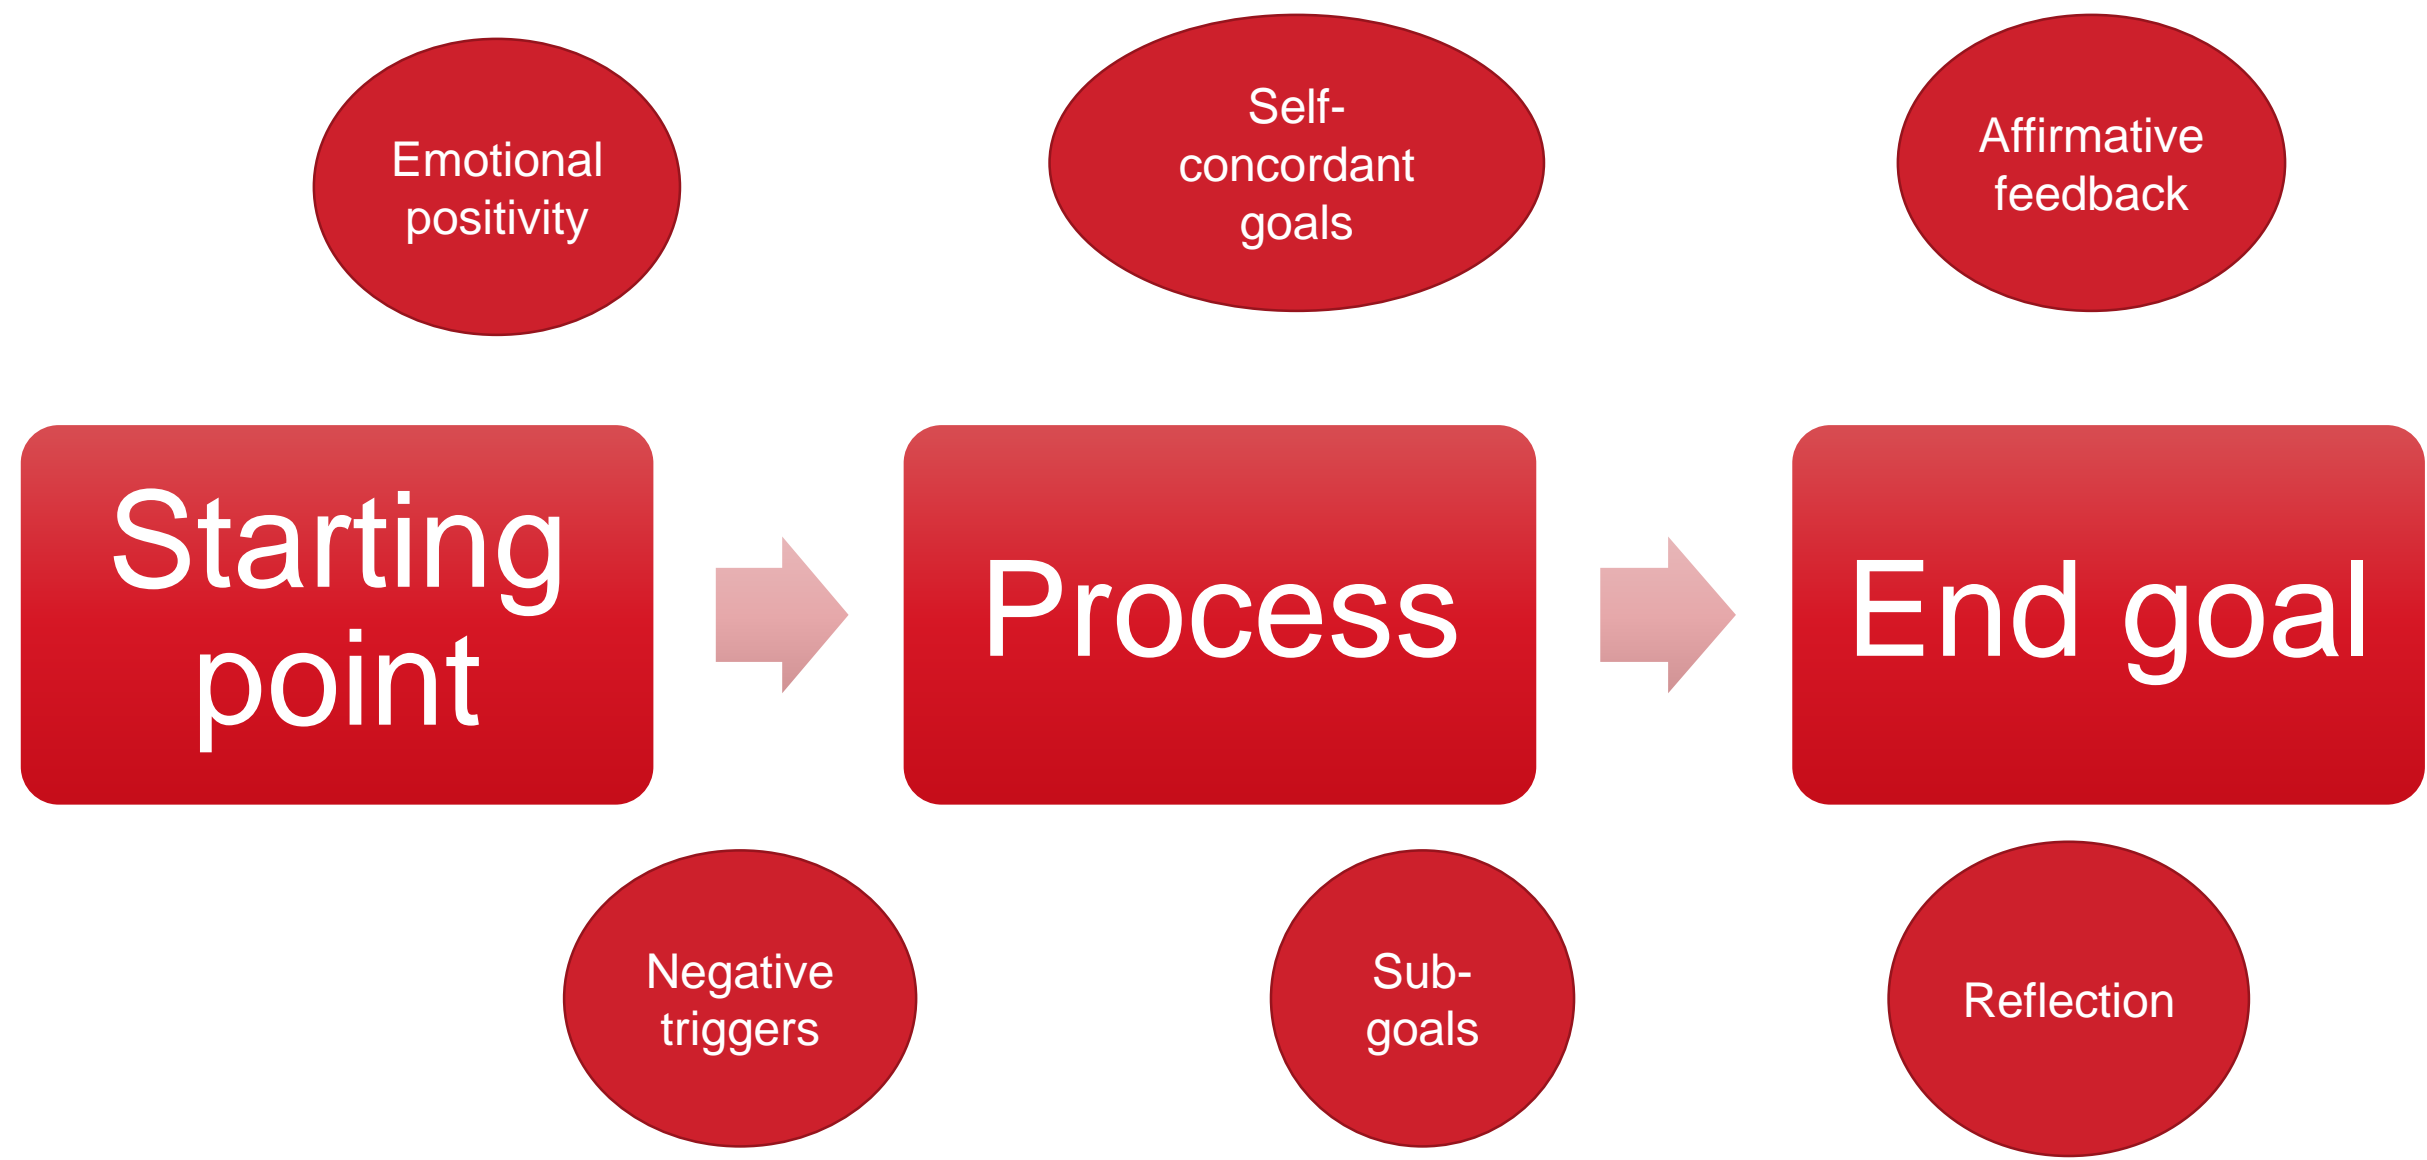 Emotional
positivity
Self-
concordant
goals
Affirmative
feedback
Starting
point
Process
End goal
Negative
triggers
Sub-
goals
Reflection